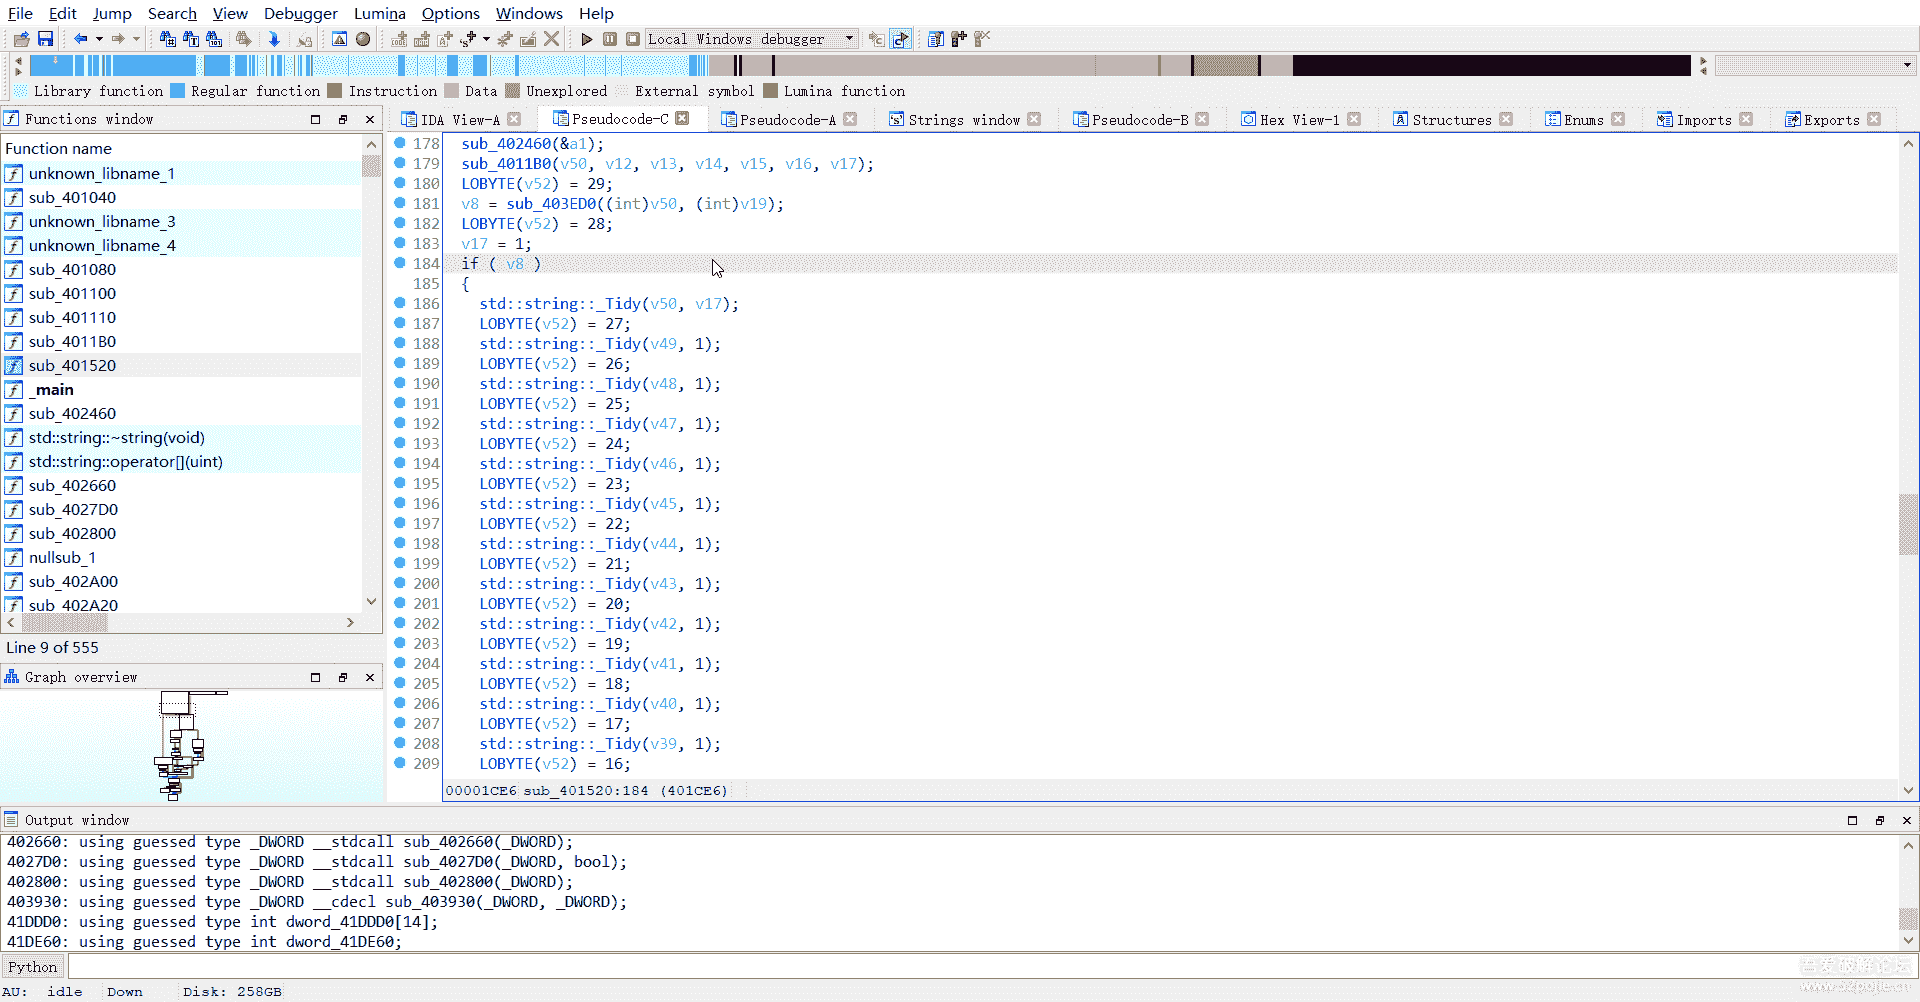 File Edit Jump Search View Debugger Lumina Options Windows Help
Local Windows debugger
Library function Regular function Instruction Data Unexplored External symbol Lumina function
Functions window
IDA View-A Pseudocode-C Pseudocode-A Strings window Pseudocode-B Hex View-1 Structures Enums Imports Exports
Function name
unknown_libname_1
sub_401040
unknown_libname_3
unknown_libname_4
sub_401080
sub_401100
sub_401110
sub_4011B0
sub_401520
_main
sub_402460
std::string::~string(void)
std::string::operator[](uint)
sub_402660
sub_4027D0
sub_402800
nullsub_1
sub_402A00
sub_402A20
Line 9 of 555
Graph overview
178 sub_402460(&a1);
179 sub_4011B0(v50, v12, v13, v14, v15, v16, v17);
180 LOBYTE(v52) = 29;
181 v8 = sub_403ED0((int)v50, (int)v19);
182 LOBYTE(v52) = 28;
183 v17 = 1;
184 if ( v8 )
185 {
186 std::string::_Tidy(v50, v17);
187 LOBYTE(v52) = 27;
188 std::string::_Tidy(v49, 1);
189 LOBYTE(v52) = 26;
190 std::string::_Tidy(v48, 1);
191 LOBYTE(v52) = 25;
192 std::string::_Tidy(v47, 1);
193 LOBYTE(v52) = 24;
194 std::string::_Tidy(v46, 1);
195 LOBYTE(v52) = 23;
196 std::string::_Tidy(v45, 1);
197 LOBYTE(v52) = 22;
198 std::string::_Tidy(v44, 1);
199 LOBYTE(v52) = 21;
200 std::string::_Tidy(v43, 1);
201 LOBYTE(v52) = 20;
202 std::string::_Tidy(v42, 1);
203 LOBYTE(v52) = 19;
204 std::string::_Tidy(v41, 1);
205 LOBYTE(v52) = 18;
206 std::string::_Tidy(v40, 1);
207 LOBYTE(v52) = 17;
208 std::string::_Tidy(v39, 1);
209 LOBYTE(v52) = 16;
00001CE6 sub_401520:184 (401CE6)
Output window
402660: using guessed type _DWORD __stdcall sub_402660(_DWORD);
4027D0: using guessed type _DWORD __stdcall sub_4027D0(_DWORD, bool);
402800: using guessed type _DWORD __stdcall sub_402800(_DWORD);
403930: using guessed type _DWORD __cdecl sub_403930(_DWORD, _DWORD);
41DDD0: using guessed type int dword_41DDD0[14];
41DE60: using guessed type int dword_41DE60;
Python
AU: idle Down Disk: 258GB
吾爱破解论坛
www.52pojie.cn